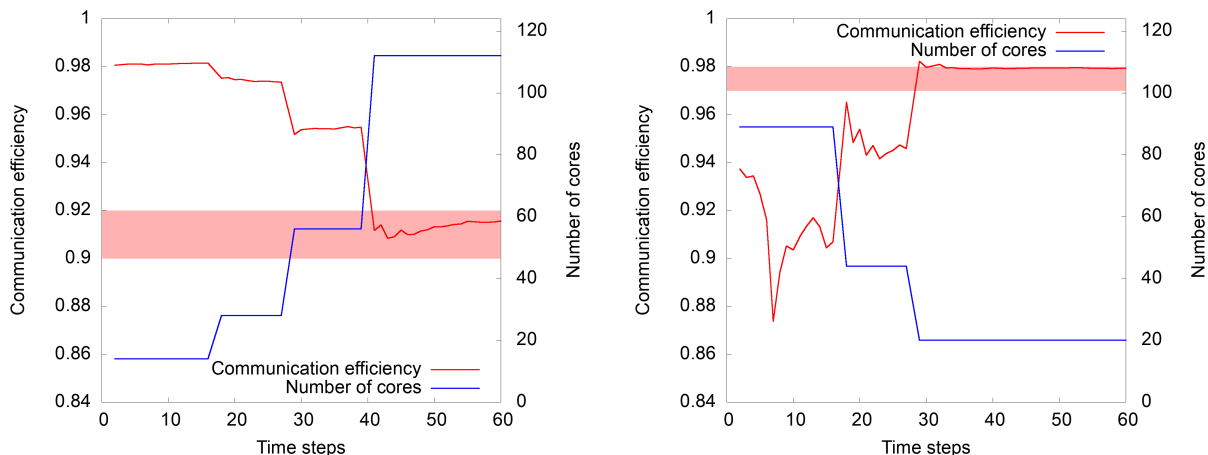 1
0.98
0.96
0.94
0.92
0.9
0.88
0.86
0.84
Communication efficiency
0 10 20 30 40 50 60
Time steps
120
100
80
60
40
20
0
Number of cores
Communication efficiency
Number of cores
1
0.98
0.96
0.94
0.92
0.9
0.88
0.86
0.84
Communication efficiency
0 10 20 30 40 50 60
Time steps
120
100
80
60
40
20
0
Number of cores
Communication efficiency
Number of cores